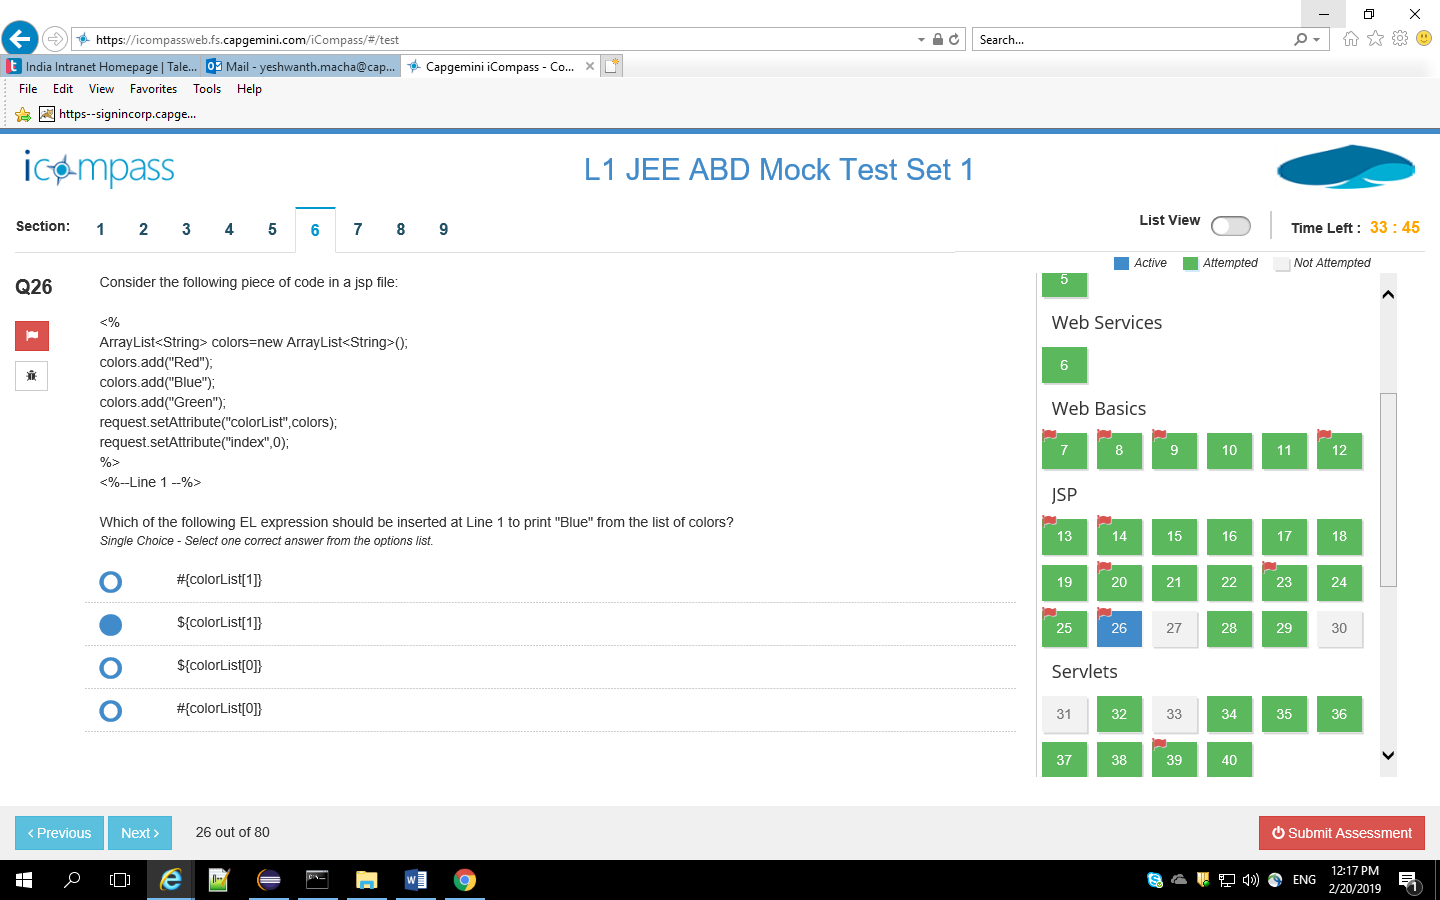 https://icompassweb.fs.capgemini.com/iCompass/#/test
Search...
India Intranet Homepage | Tale...
Mail - yeshwanth.macha@cap...
Capgemini iCompass - Co...
File Edit View Favorites Tools Help
https--signincorp.capge...
icompass
L1 JEE ABD Mock Test Set 1
Section: 1 2 3 4 5 6 7 8 9
List View
Time Left : 33 : 45
Active Attempted Not Attempted
Q26
Consider the following piece of code in a jsp file:
<%
ArrayList<String> colors=new ArrayList<String>();
colors.add("Red");
colors.add("Blue");
colors.add("Green");
request.setAttribute("colorList",colors);
request.setAttribute("index",0);
%>
<%--Line 1 --%>
Which of the following EL expression should be inserted at Line 1 to print "Blue" from the list of colors?
Single Choice - Select one correct answer from the options list.
#{colorList[1]}
${colorList[1]}
${colorList[0]}
#{colorList[0]}
5
Web Services
6
Web Basics
7 8 9 10 11 12
JSP
13 14 15 16 17 18
19 20 21 22 23 24
25 26 27 28 29 30
Servlets
31 32 33 34 35 36
37 38 39 40
Previous
Next
26 out of 80
Submit Assessment
ENG
12:17 PM
2/20/2019
1